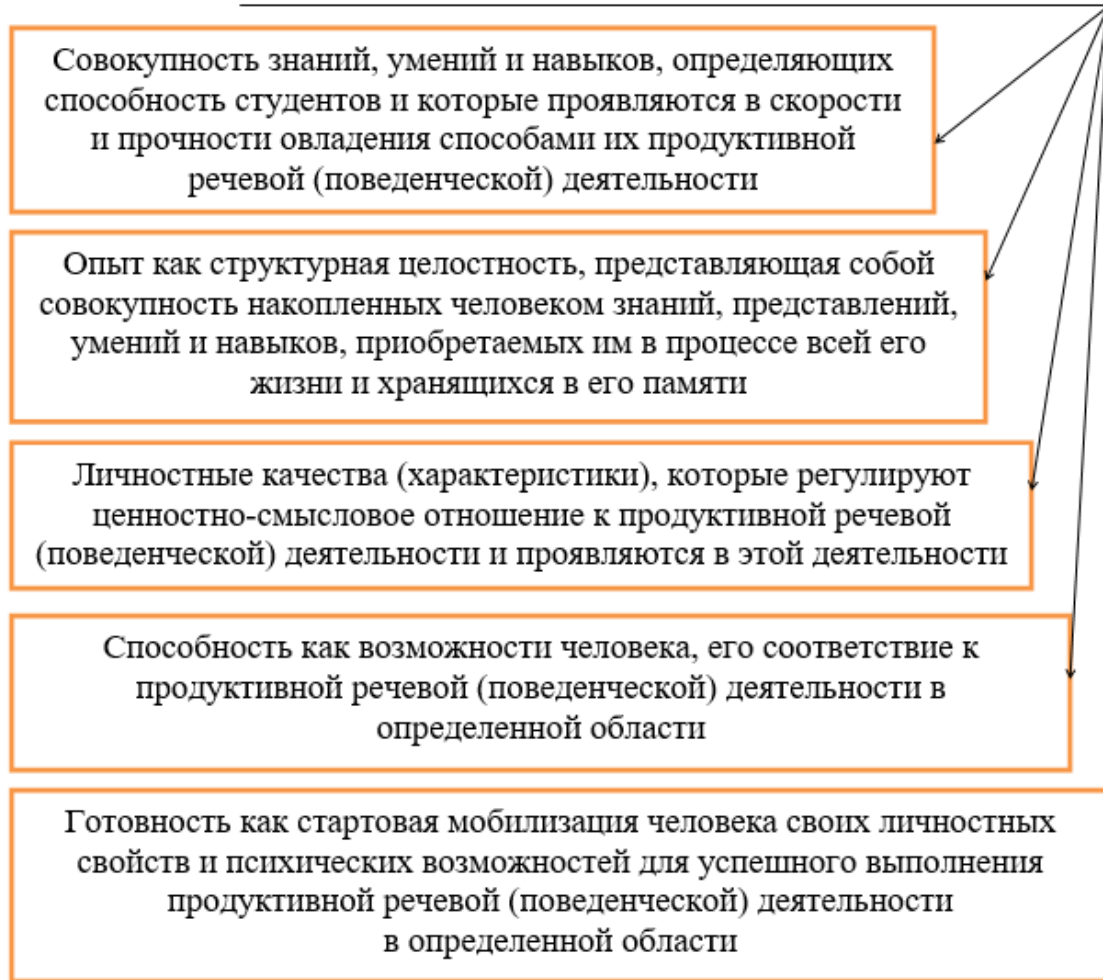 Совокупность знаний, умений и навыков, определяющих
способность студентов и которые проявляются в скорости
и прочности овладения способами их продуктивной
речевой (поведенческой) деятельности
Опыт как структурная целостность, представляющая собой
совокупность накопленных человеком знаний, представлений,
умений и навыков, приобретаемых им в процессе всей его
жизни и хранящихся в его памяти
Личностные качества (характеристики), которые регулируют
ценностно-смысловое отношение к продуктивной речевой
(поведенческой) деятельности и проявляются в этой деятельности
Способность как возможности человека, его соответствие к
продуктивной речевой (поведенческой) деятельности в
определенной области
Готовность как стартовая мобилизация человека своих личностных
свойств и психических возможностей для успешного выполнения
продуктивной речевой (поведенческой) деятельности
в определенной области